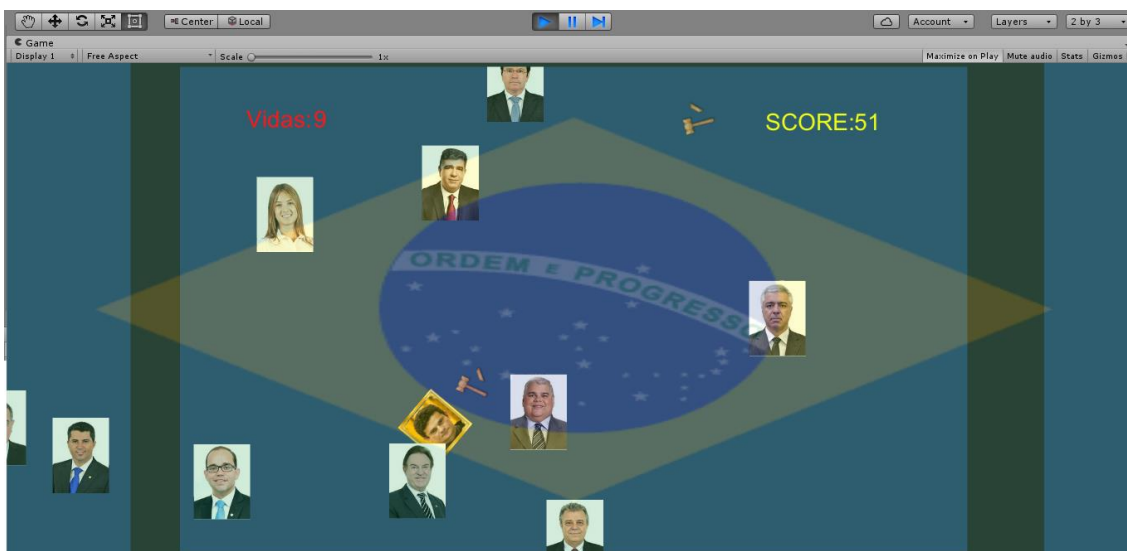 Center Local Account Layers 2 by 3
Game
Display 1 Free Aspect Scale 1x Maximize on Play Mute audio Stats Gizmos
Vidas:9 SCORE:51
ORDEM E PROGRESSO